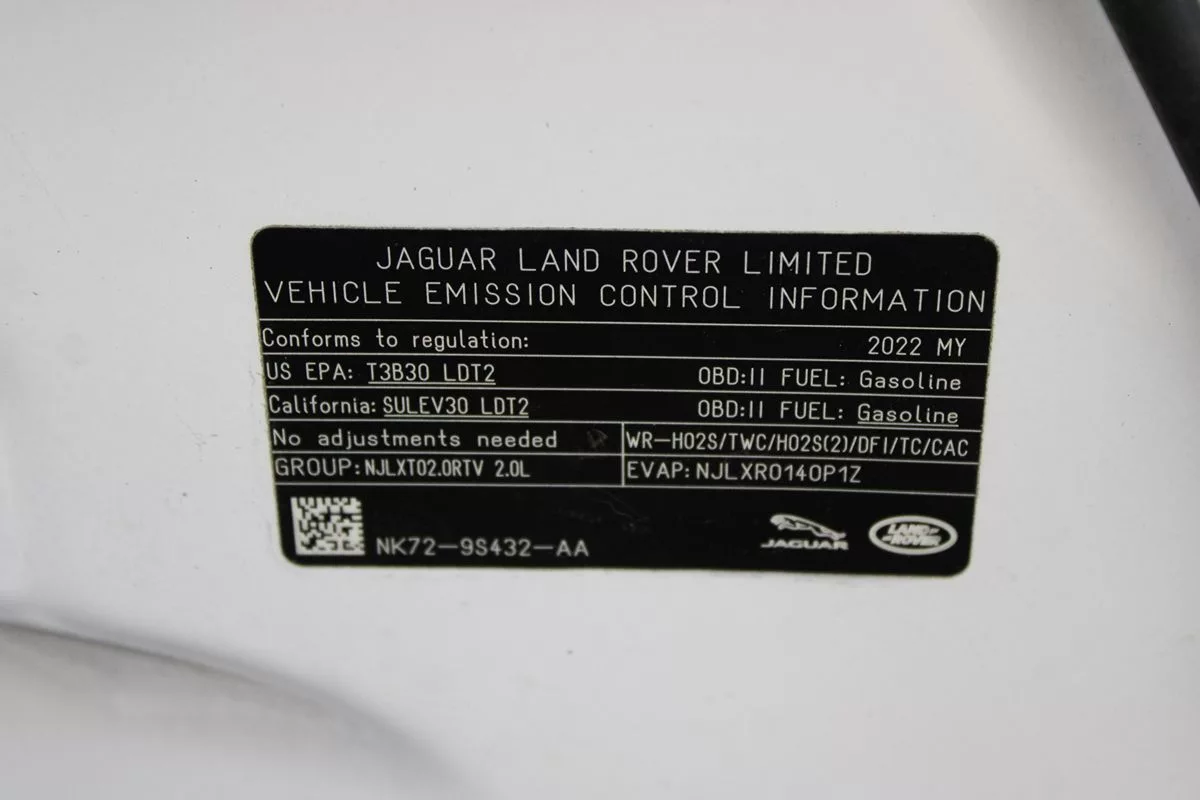 JAGUAR LAND ROVER LIMITED
VEHICLE EMISSION CONTROL INFORMATION
Conforms to regulation: 2022 MY
US EPA: T3B30 LDT2 OBD:II FUEL: Gasoline
California: SULEV30 LDT2 OBD:II FUEL: Gasoline
No adjustments needed WR-HO2S/TWC/HO2S(2)/DFI/TC/CAC
GROUP: NJLXT02.0RTV 2.0L EVAP: NJLXR0140P1Z
NK72-9S432-AA
JAGUAR
LAND ROVER